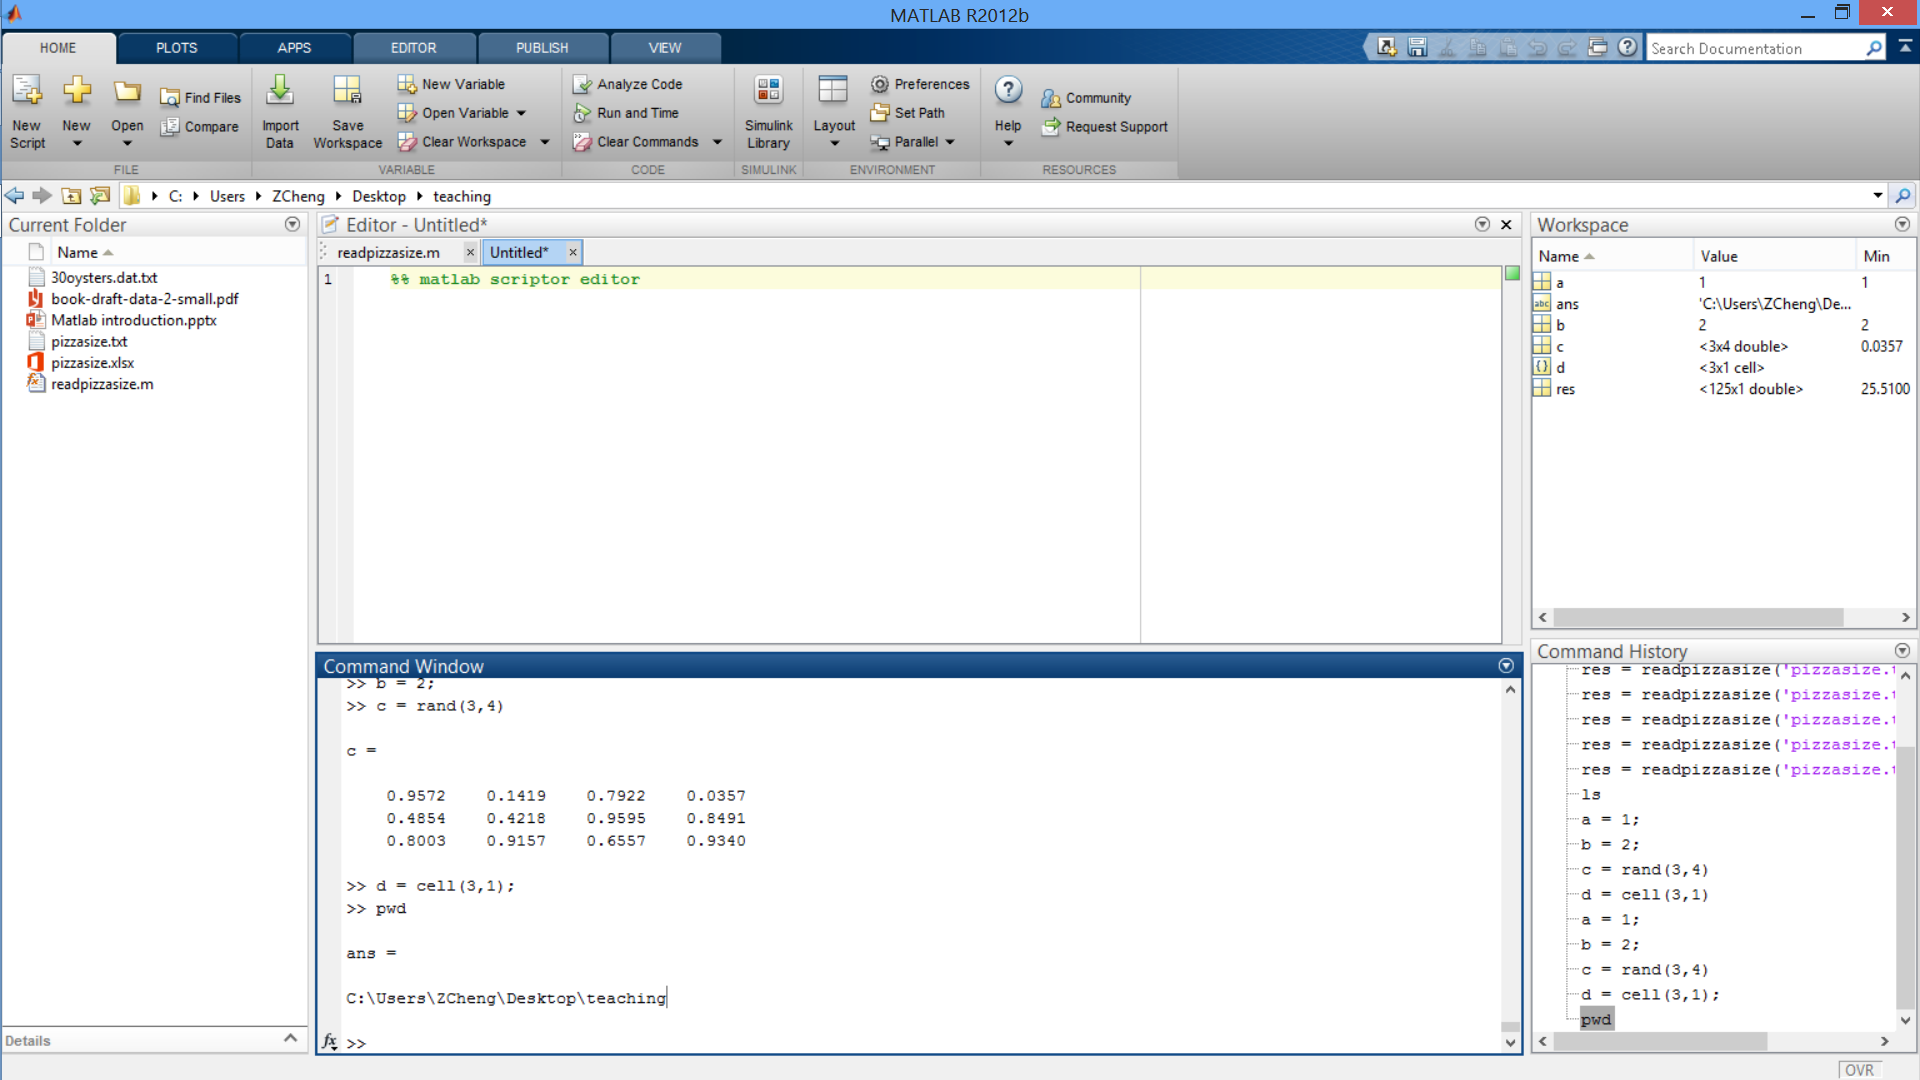 MATLAB R2012b
HOME PLOTS APPS EDITOR PUBLISH VIEW
Search Documentation
New Script
New
Open
Find Files
Compare
FILE
Import Data
Save Workspace
New Variable
Open Variable
Clear Workspace
VARIABLE
Analyze Code
Run and Time
Clear Commands
CODE
Simulink Library
SIMULINK
Layout
Preferences
Set Path
Parallel
ENVIRONMENT
Help
Community
Request Support
RESOURCES
C: Users ZCheng Desktop teaching
Current Folder
Name
30oysters.dat.txt
book-draft-data-2-small.pdf
Matlab introduction.pptx
pizzasize.txt
pizzasize.xlsx
readpizzasize.m
Details
Editor - Untitled*
readpizzasize.m Untitled*
1 %% matlab scriptor editor
Command Window
>> b = 2;
>> c = rand(3,4)
c =
0.9572 0.1419 0.7922 0.0357
0.4854 0.4218 0.9595 0.8491
0.8003 0.9157 0.6557 0.9340
>> d = cell(3,1);
>> pwd
ans =
C:\Users\ZCheng\Desktop\teaching
fx >>
Workspace
Name Value Min
a 1 1
abc ans 'C:\Users\ZCheng\De...
b 2 2
c <3x4 double> 0.0357
{} d <3x1 cell>
res <125x1 double> 25.5100
Command History
res = readpizzasize('pizzasize.
res = readpizzasize('pizzasize.
res = readpizzasize('pizzasize.
res = readpizzasize('pizzasize.
res = readpizzasize('pizzasize.
ls
a = 1;
b = 2;
c = rand(3,4)
d = cell(3,1)
a = 1;
b = 2;
c = rand(3,4)
d = cell(3,1);
pwd
OVR